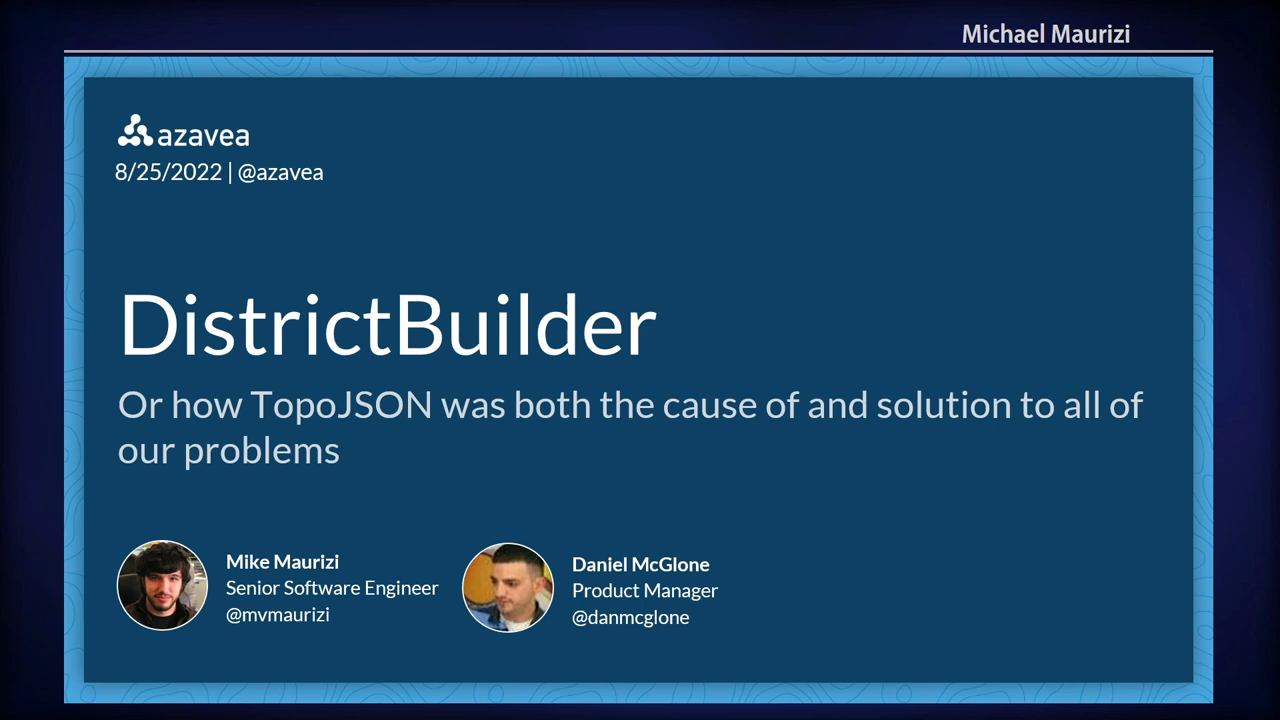 Michael Maurizi
azavea
8/25/2022 | @azavea
DistrictBuilder
Or how TopoJSON was both the cause of and solution to all of
our problems
Mike Maurizi
Senior Software Engineer
@mvmaurizi
Daniel McGlone
Product Manager
@danmcglone